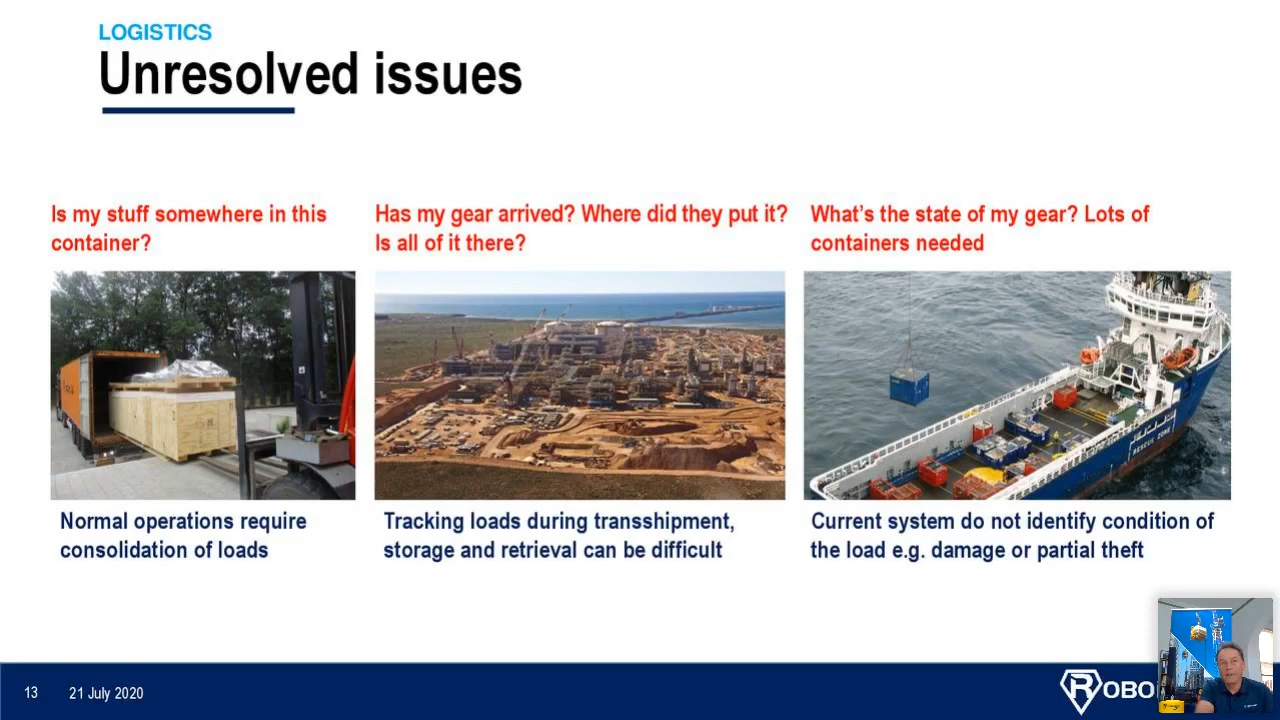 LOGISTICS
Unresolved issues
Is my stuff somewhere in this
container?
Has my gear arrived? Where did they put it?
Is all of it there?
What's the state of my gear? Lots of
containers needed
RESCUE ZONE
Normal operations require
consolidation of loads
Tracking loads during transshipment,
storage and retrieval can be difficult
Current system do not identify condition of
the load e.g. damage or partial theft
13
21 July 2020
ROBO